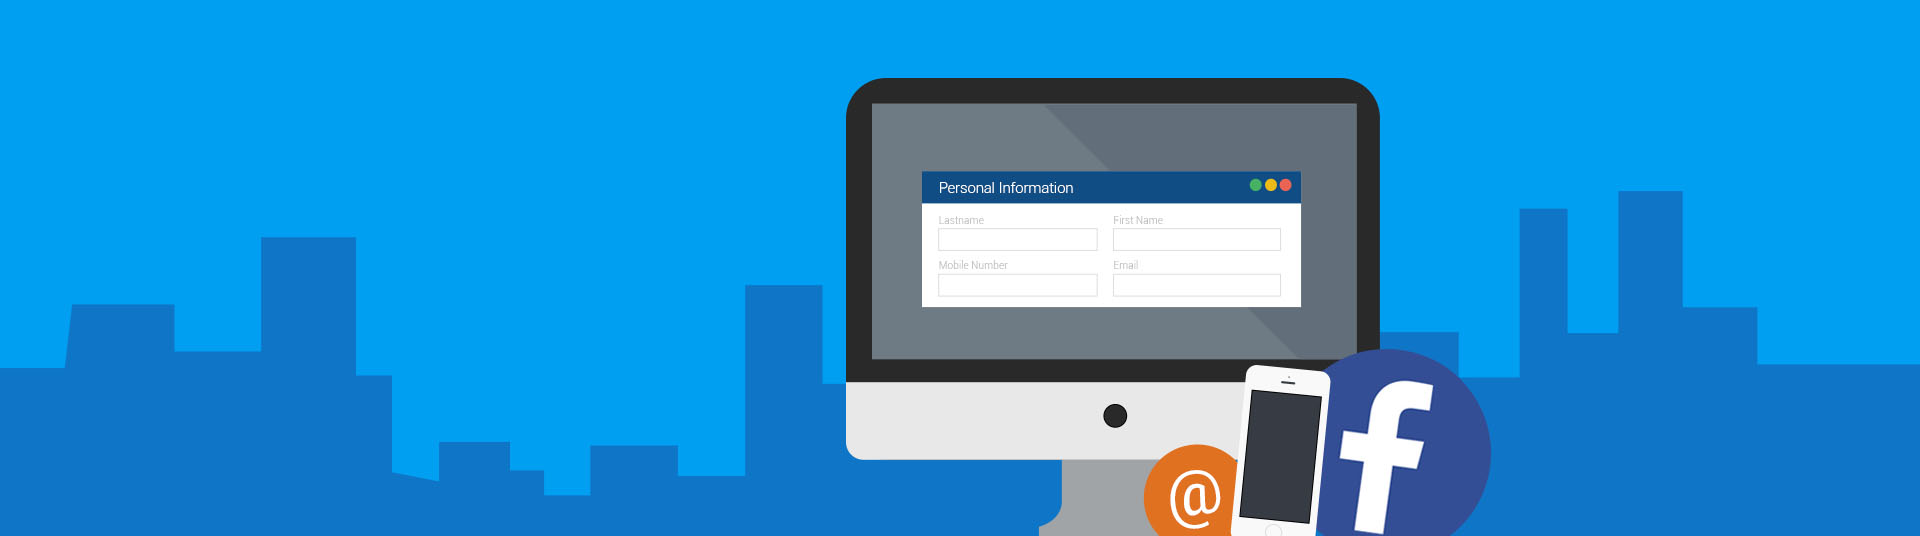 Personal Information
Lastname First Name
Mobile Number Email
@ f